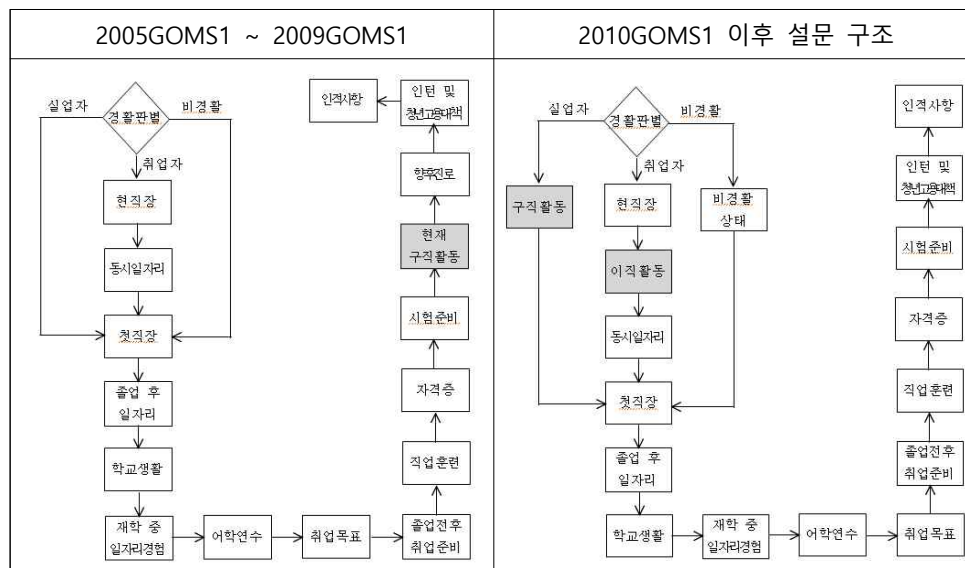 2005GOMS1 ~ 2009GOMS1
실업자
경활판별
비경활
취업자
현직장
동시일자리
첫직장
졸업 후
일자리
학교생활
재학 중
일자리경험
어학연수
취업목표
졸업전후
취업준비
직업훈련
자격증
시험준비
현재
구직활동
향후진로
인턴 및
청년고용대책
인적사항
2010GOMS1 이후 설문 구조
실업자
경활판별
비경활
취업자
구직활동
현직장
비경활
상태
이직활동
동시일자리
첫직장
졸업 후
일자리
학교생활
재학 중
일자리경험
어학연수
취업목표
졸업전후
취업준비
직업훈련
자격증
시험준비
인턴 및
청년고용대책
인적사항